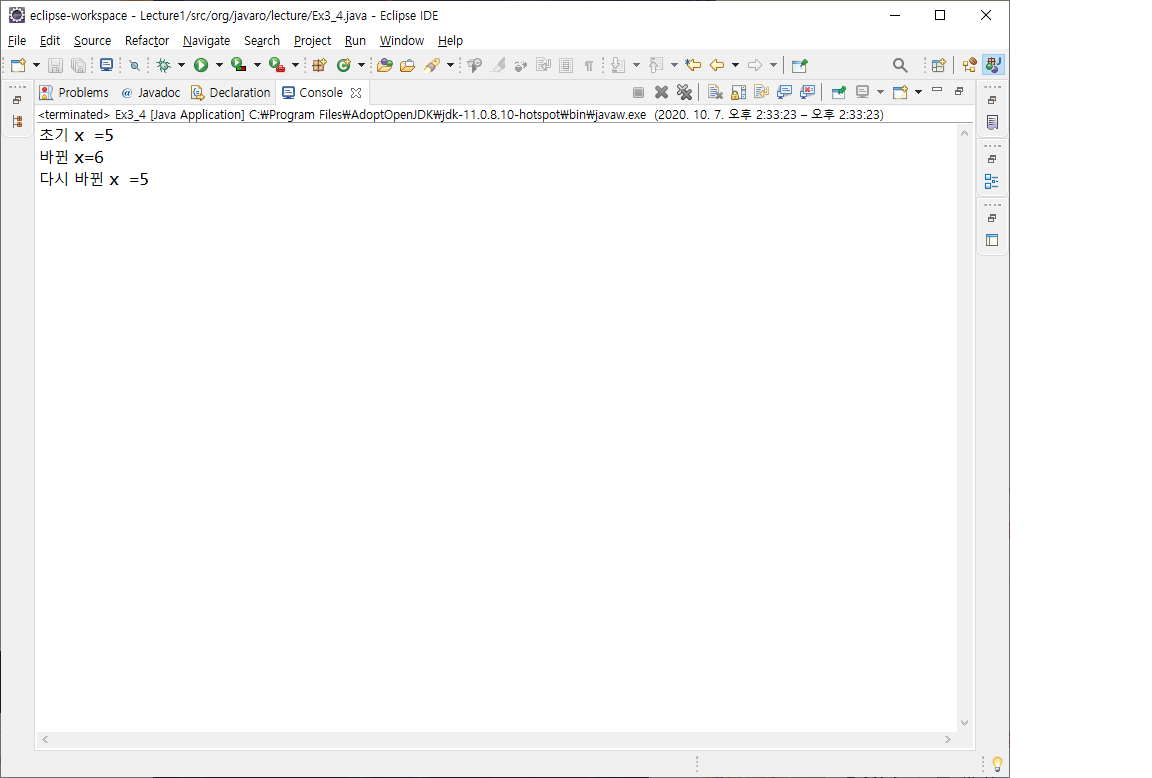 eclipse-workspace - Lecture1/src/org/javaro/lecture/Ex3_4.java - Eclipse IDE
File Edit Source Refactor Navigate Search Project Run Window Help
Problems @ Javadoc Declaration Console
<terminated> Ex3_4 [Java Application] C:₩Program Files₩AdoptOpenJDK₩jdk-11.0.8.10-hotspot₩bin₩javaw.exe (2020. 10. 7. 오후 2:33:23 – 오후 2:33:23)
초기 x =5
바뀐 x=6
다시 바뀐 x =5